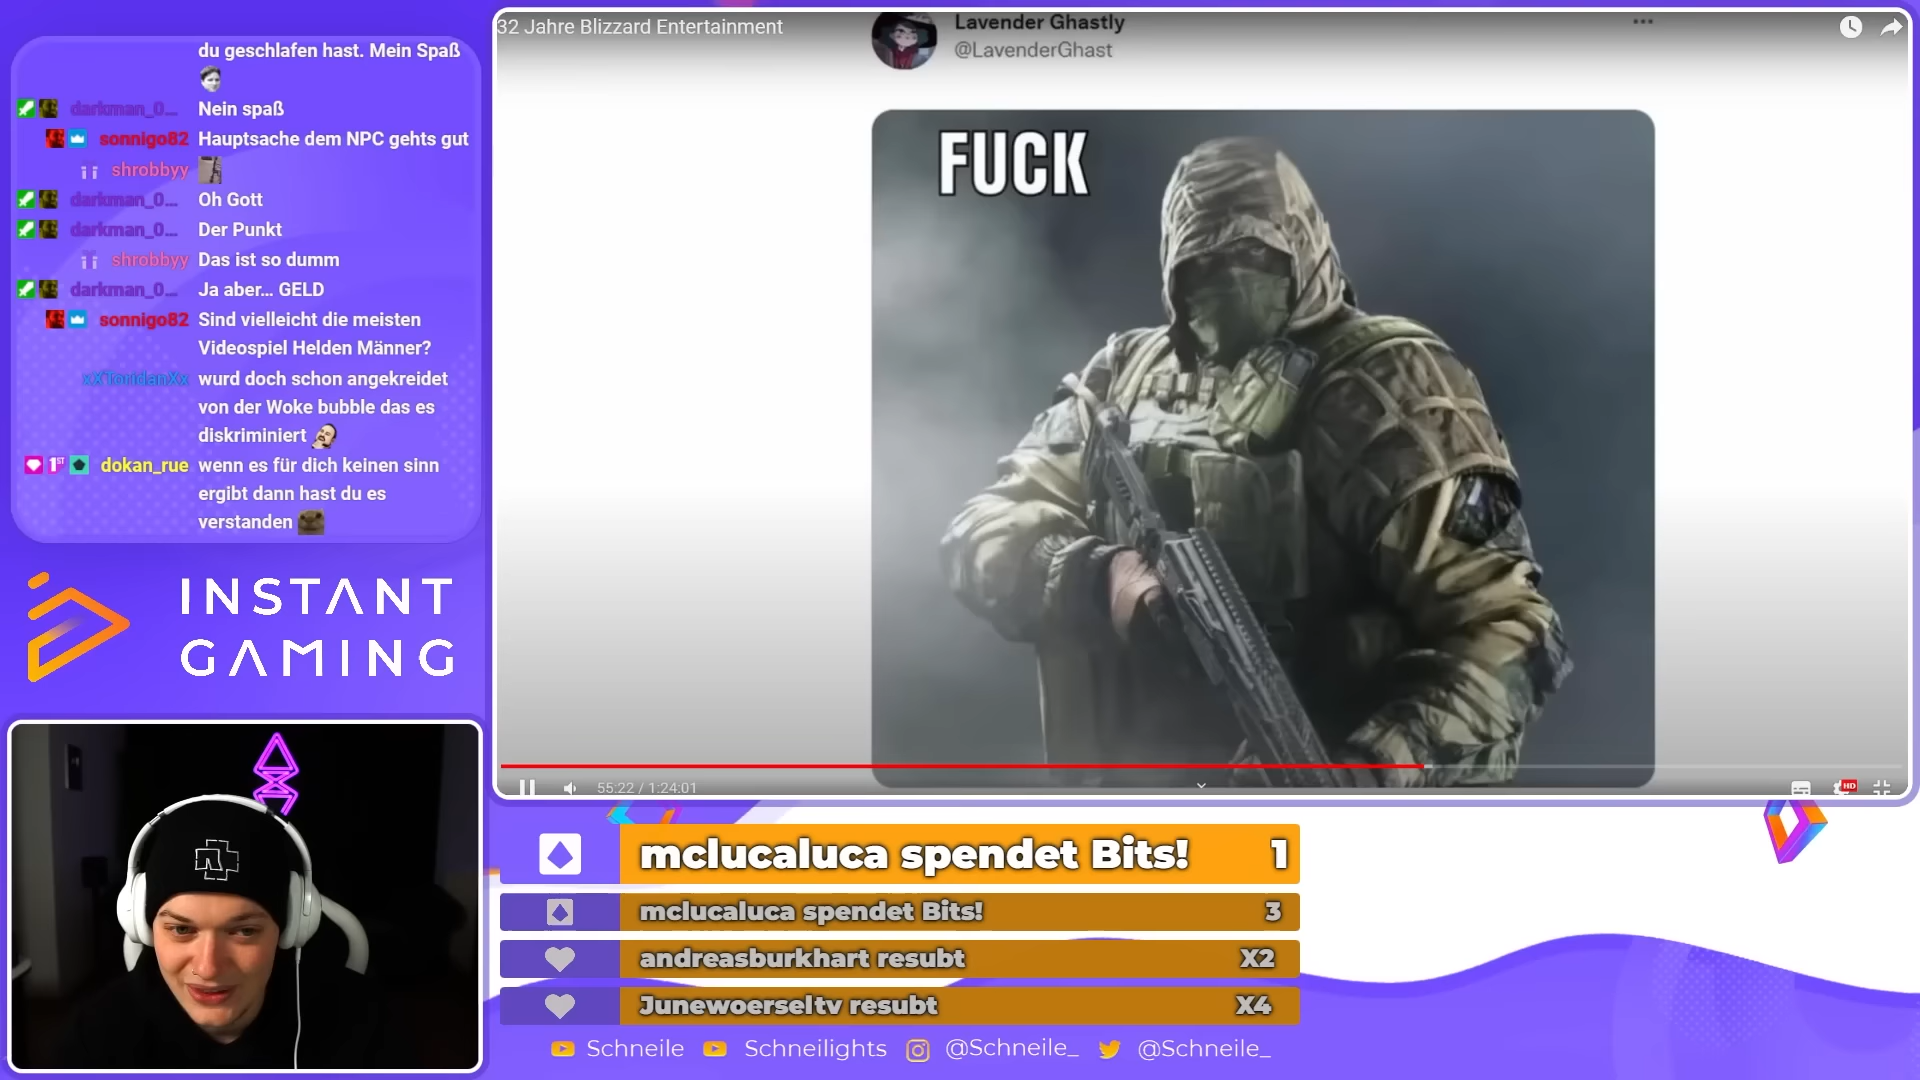 du geschlafen hast. Mein Spaß
darkman_0... Nein spaß
sonnigo82 Hauptsache dem NPC gehts gut
shrobbyy
darkman_0... Oh Gott
darkman_0... Der Punkt
shrobbyy Das ist so dumm
darkman_0... Ja aber... GELD
sonnigo82 Sind vielleicht die meisten
Videospiel Helden Männer?
xXToridanXx wurd doch schon angekreidet
von der Woke bubble das es
diskriminiert
1ST dokan_rue wenn es für dich keinen sinn
ergibt dann hast du es
verstanden
INSTANT
GAMING
32 Jahre Blizzard Entertainment
Lavender Ghastly
@LavenderGhast
FUCK
55:22 / 1:24:01
HD
mclucaluca spendet Bits! 1
mclucaluca spendet Bits! 3
andreasburkhart resubt X2
Junewoerseltv resubt X4
Schneile Schneilights @Schneile_ @Schneile_